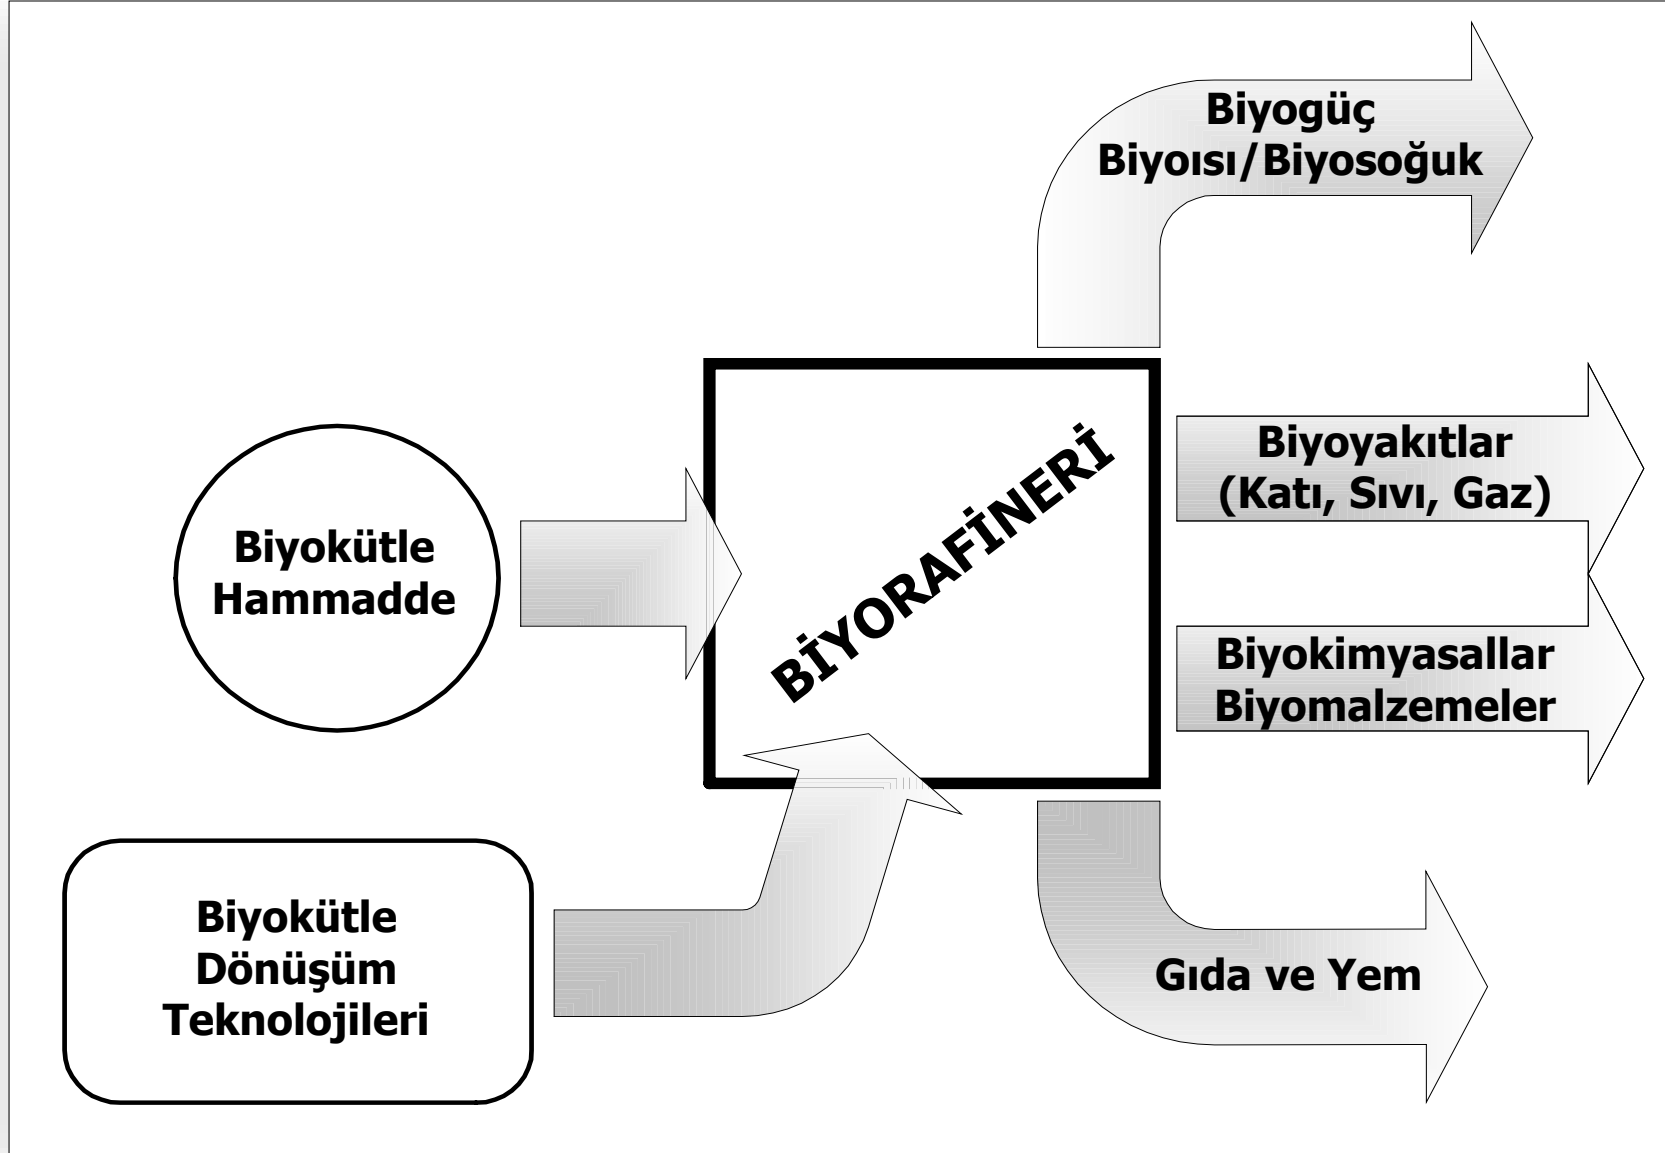 Biyogüç
Biyoısı/Biyosoğuk
Biyoyakıtlar
(Katı, Sıvı, Gaz)
BİYORAFİNERİ
Biyokütle
Hammadde
Biyokimyasallar
Biyomalzemeler
Biyokütle
Dönüşüm
Teknolojileri
Gıda ve Yem